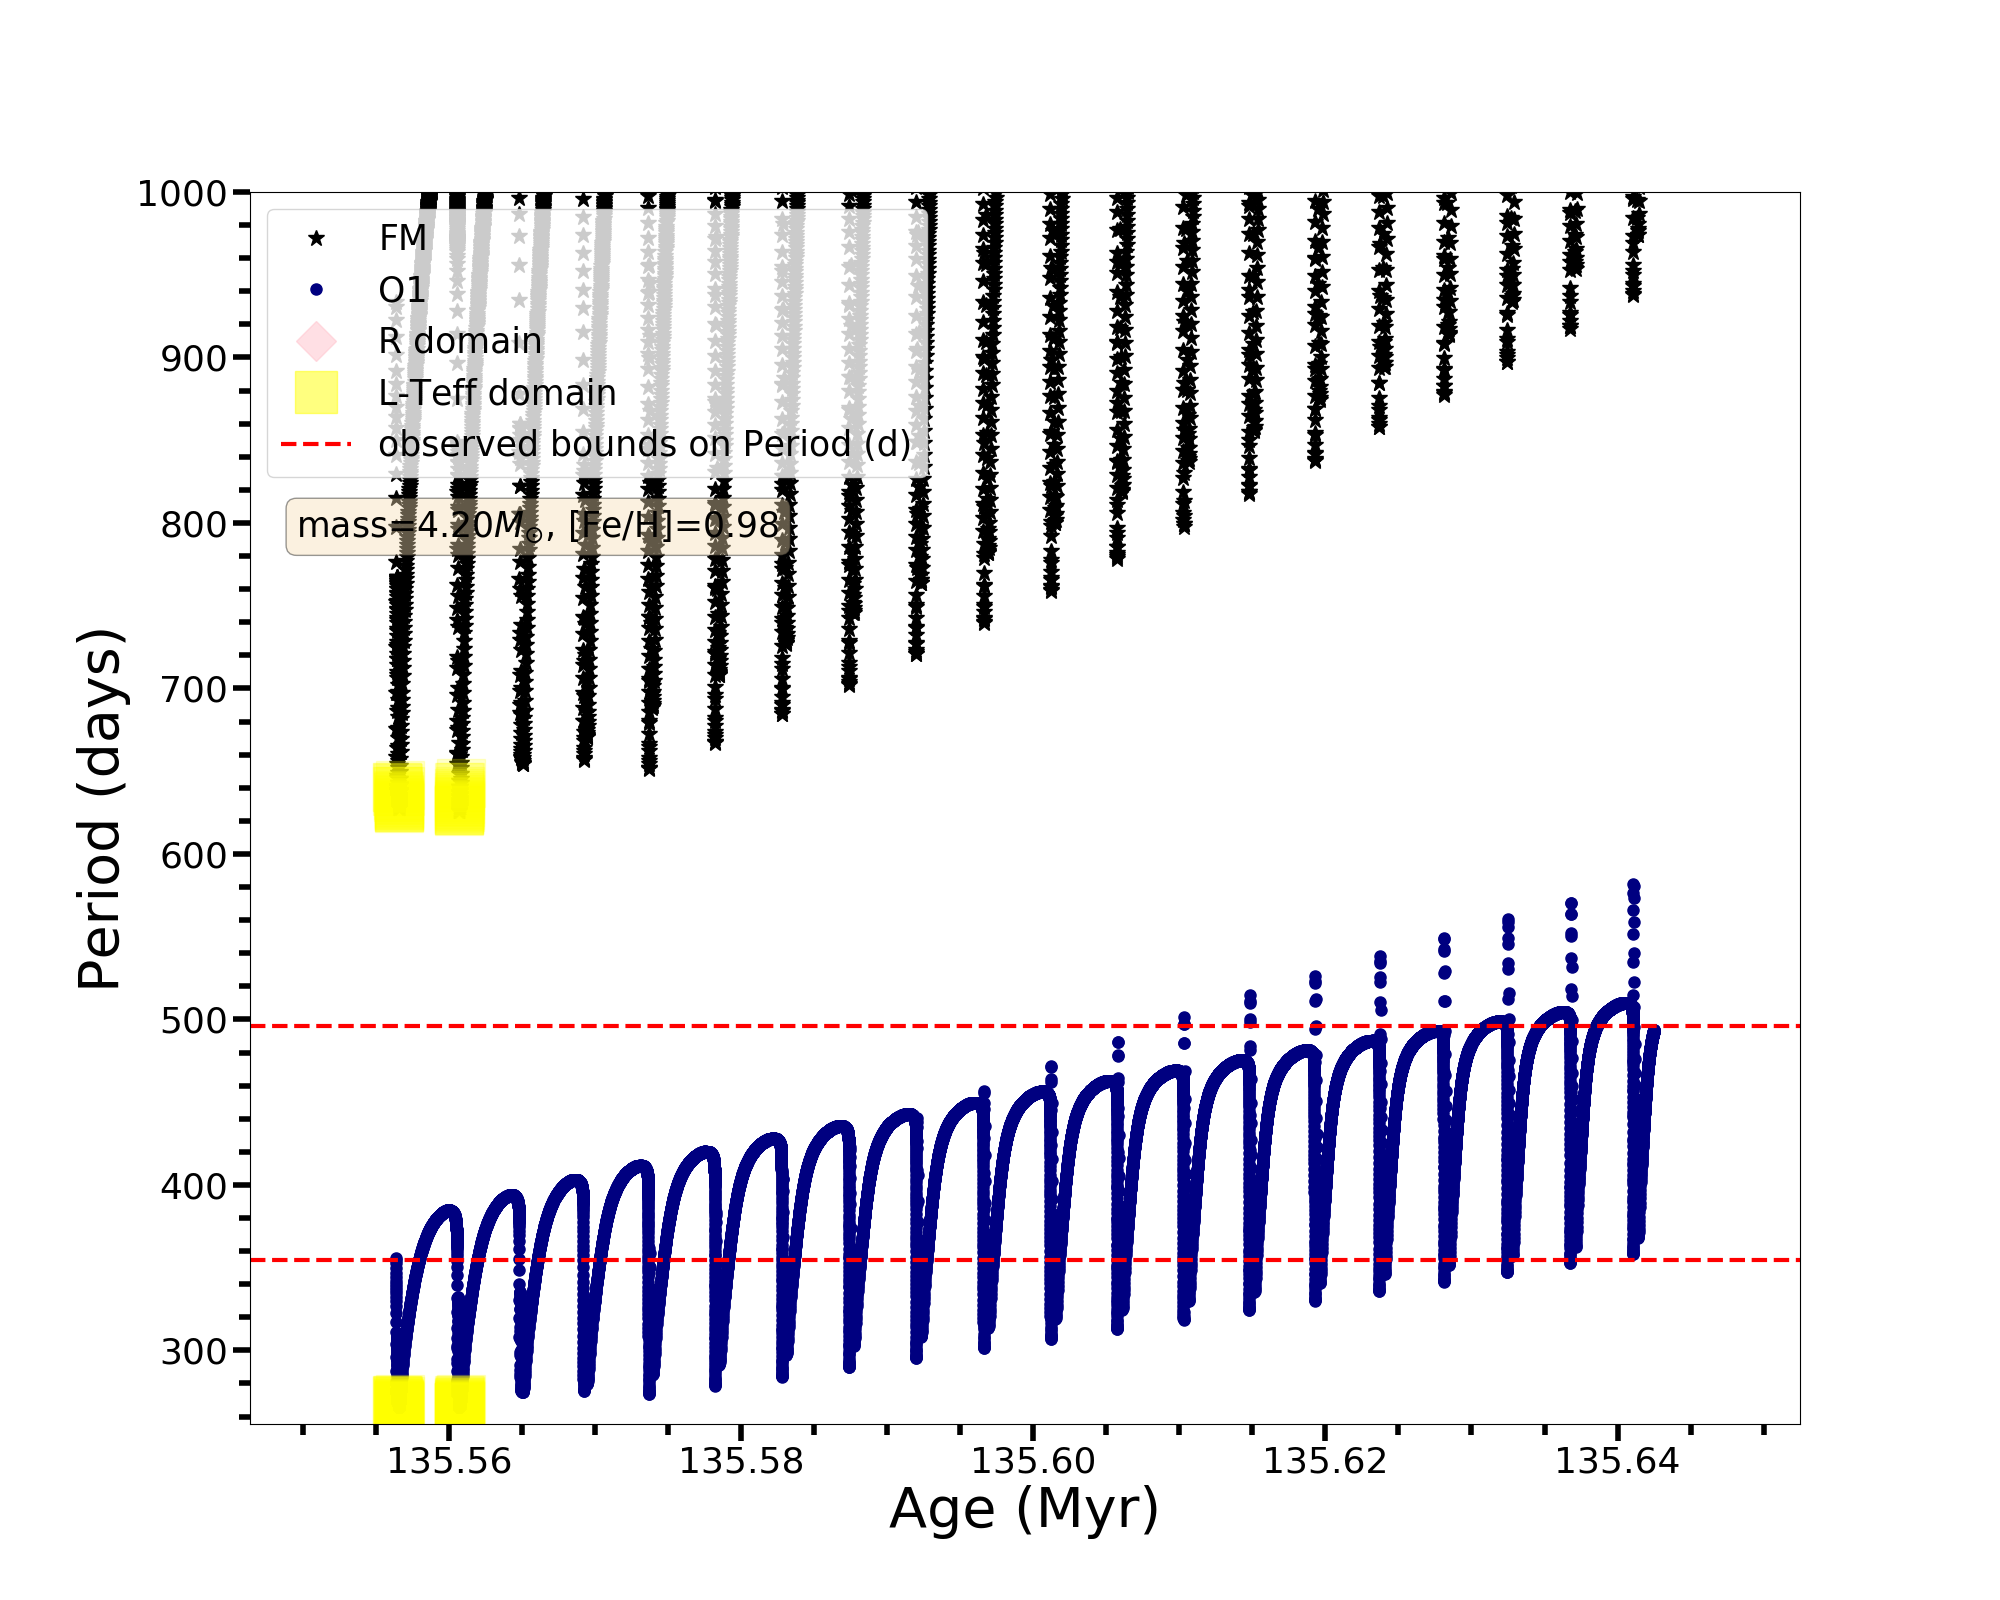 1000
900
800
700
600
500
400
300
Period (days)
FM
O1
R domain
L-Teff domain
observed bounds on Period (d)
mass=4.20M⊙, [Fe/H]=0.98
135.56 135.58 135.60 135.62 135.64
Age (Myr)